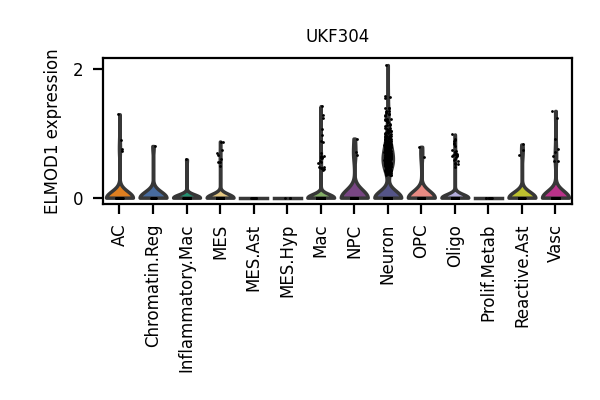 UKF304
ELMOD1 expression
2
0
AC
Chromatin.Reg
Inflammatory.Mac
MES
MES.Ast
MES.Hyp
Mac
NPC
Neuron
OPC
Oligo
Prolif.Metab
Reactive.Ast
Vasc